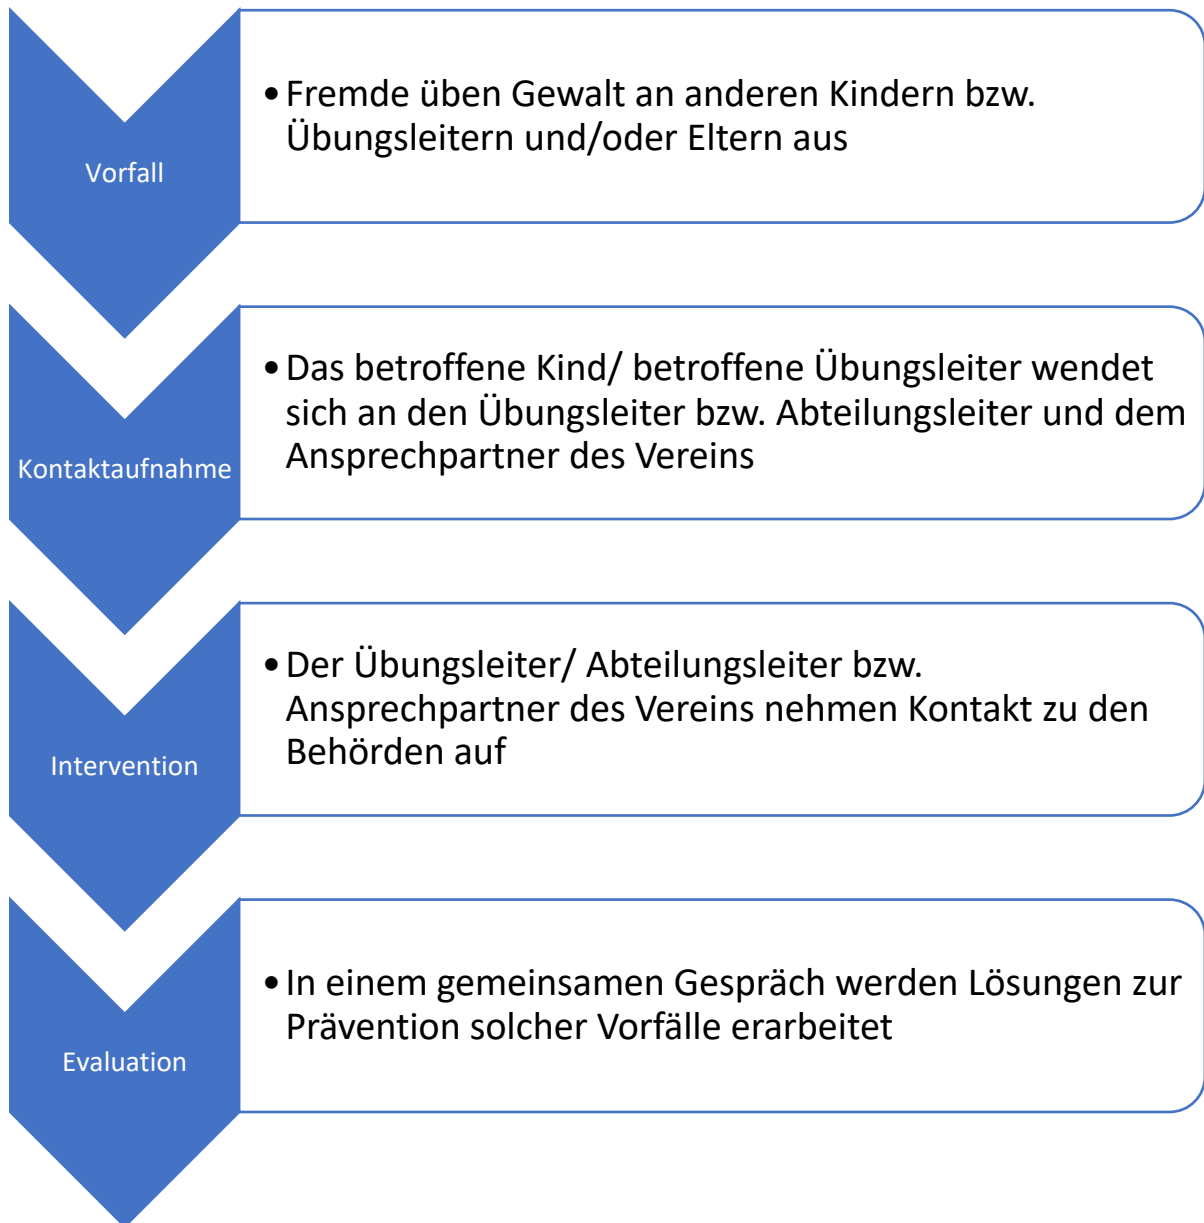 Vorfall
• Fremde üben Gewalt an anderen Kindern bzw.
Übungsleitern und/oder Eltern aus
Kontaktaufnahme
• Das betroffene Kind/ betroffene Übungsleiter wendet
sich an den Übungsleiter bzw. Abteilungsleiter und dem
Ansprechpartner des Vereins
Intervention
• Der Übungsleiter/ Abteilungsleiter bzw.
Ansprechpartner des Vereins nehmen Kontakt zu den
Behörden auf
Evaluation
• In einem gemeinsamen Gespräch werden Lösungen zur
Prävention solcher Vorfälle erarbeitet